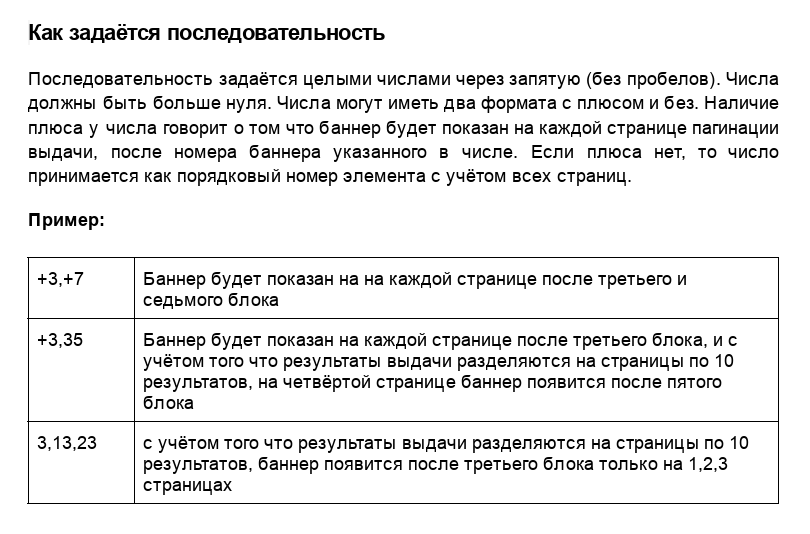 Как задаётся последовательность
Последовательность задаётся целыми числами через запятую (без пробелов). Числа
должны быть больше нуля. Числа могут иметь два формата с плюсом и без. Наличие
плюса у числа говорит о том что баннер будет показан на каждой странице пагинации
выдачи, после номера баннера указанного в числе. Если плюса нет, то число
принимается как порядковый номер элемента с учётом всех страниц.
Пример:
+3,+7
Баннер будет показан на на каждой странице после третьего и
седьмого блока
+3,35
Баннер будет показан на каждой странице после третьего блока, и с
учётом того что результаты выдачи разделяются на страницы по 10
результатов, на четвёртой странице баннер появится после пятого
блока
3,13,23
с учётом того что результаты выдачи разделяются на страницы по 10
результатов, баннер появится после третьего блока только на 1,2,3
страницах